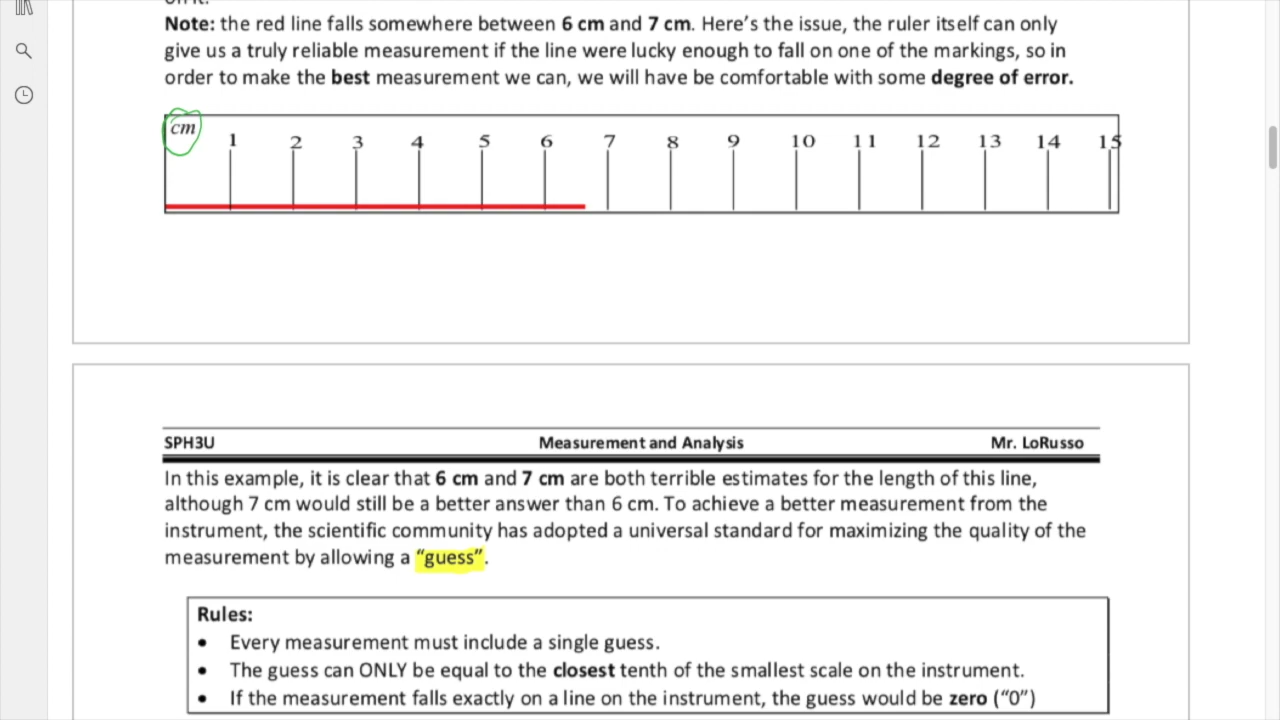 Note: the red line falls somewhere between 6 cm and 7 cm. Here's the issue, the ruler itself can only
give us a truly reliable measurement if the line were lucky enough to fall on one of the markings, so in
order to make the best measurement we can, we will have be comfortable with some degree of error.
cm 1 2 3 4 5 6 7 8 9 10 11 12 13 14 15
SPH3U Measurement and Analysis Mr. LoRusso
In this example, it is clear that 6 cm and 7 cm are both terrible estimates for the length of this line,
although 7 cm would still be a better answer than 6 cm. To achieve a better measurement from the
instrument, the scientific community has adopted a universal standard for maximizing the quality of the
measurement by allowing a "guess".
Rules:
• Every measurement must include a single guess.
• The guess can ONLY be equal to the closest tenth of the smallest scale on the instrument.
• If the measurement falls exactly on a line on the instrument, the guess would be zero ("0")